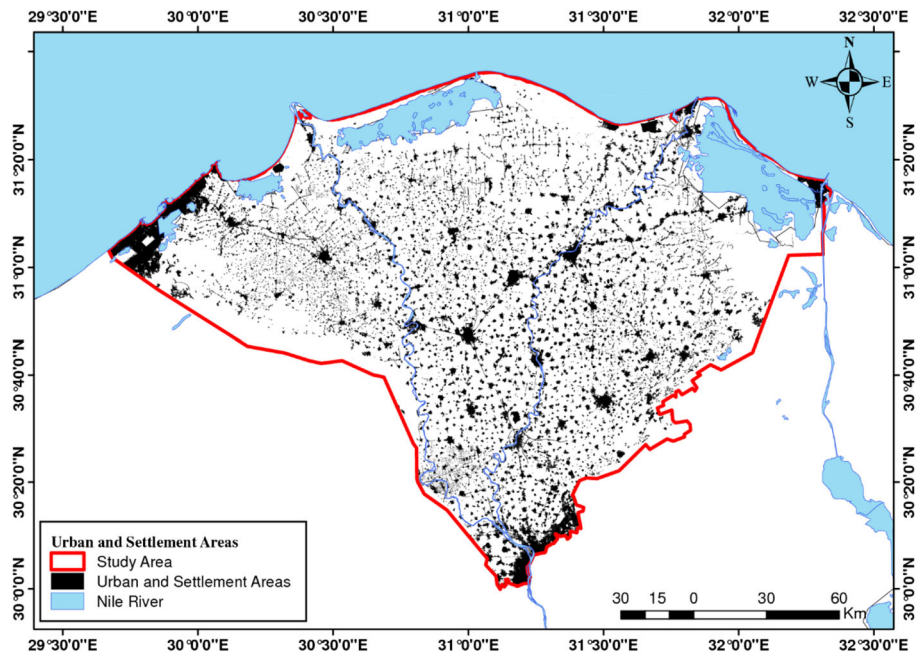 29°30'0"E 30°0'0"E 30°30'0"E 31°0'0"E 31°30'0"E 32°0'0"E 32°30'0"E
N
W E
S
31°20'0"N 31°20'0"N
31°0'0"N 31°0'0"N
30°40'0"N 30°40'0"N
30°20'0"N 30°20'0"N
30°0'0"N 30°0'0"N
Urban and Settlement Areas
Study Area
Urban and Settlement Areas
Nile River
30 15 0 30 60
Km
29°30'0"E 30°0'0"E 30°30'0"E 31°0'0"E 31°30'0"E 32°0'0"E 32°30'0"E